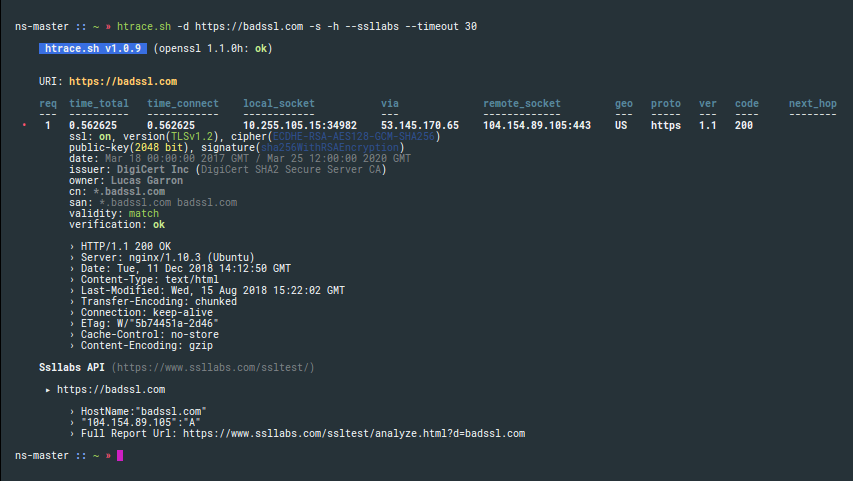 ns-master :: ~ » htrace.sh -d https://badssl.com -s -h --ssllabs --timeout 30
htrace.sh v1.0.9 (openssl 1.1.0h: ok)
URI: https://badssl.com
req time_total time_connect local_socket via remote_socket geo proto ver code next_hop
--- ---------- ------------ ------------ --- ------------- --- ----- --- ---- --------
• 1 0.562625 0.562625 10.255.105.15:34982 53.145.170.65 104.154.89.105:443 US https 1.1 200
ssl: on, version(TLSv1.2), cipher(ECDHE-RSA-AES128-GCM-SHA256)
public-key(2048 bit), signature(sha256WithRSAEncryption)
date: Mar 18 00:00:00 2017 GMT / Mar 25 12:00:00 2020 GMT
issuer: DigiCert Inc (DigiCert SHA2 Secure Server CA)
owner: Lucas Garron
cn: *.badssl.com
san: *.badssl.com badssl.com
validity: match
verification: ok
› HTTP/1.1 200 OK
› Server: nginx/1.10.3 (Ubuntu)
› Date: Tue, 11 Dec 2018 14:12:50 GMT
› Content-Type: text/html
› Last-Modified: Wed, 15 Aug 2018 15:22:02 GMT
› Transfer-Encoding: chunked
› Connection: keep-alive
› ETag: W/"5b74451a-2d46"
› Cache-Control: no-store
› Content-Encoding: gzip
Ssllabs API (https://www.ssllabs.com/ssltest/)
▸ https://badssl.com
› HostName:"badssl.com"
› "104.154.89.105":"A"
› Full Report Url: https://www.ssllabs.com/ssltest/analyze.html?d=badssl.com
ns-master :: ~ »